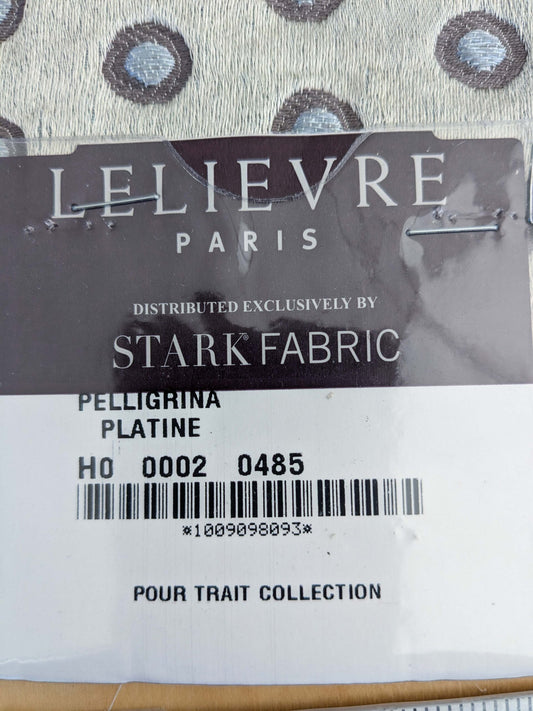 LELIEVRE
PARIS
DISTRIBUTED EXCLUSIVELY BY
STARK® FABRIC
PELLIGRINA
PLATINE
H0 0002 0485
*1009098093*
POUR TRAIT COLLECTION